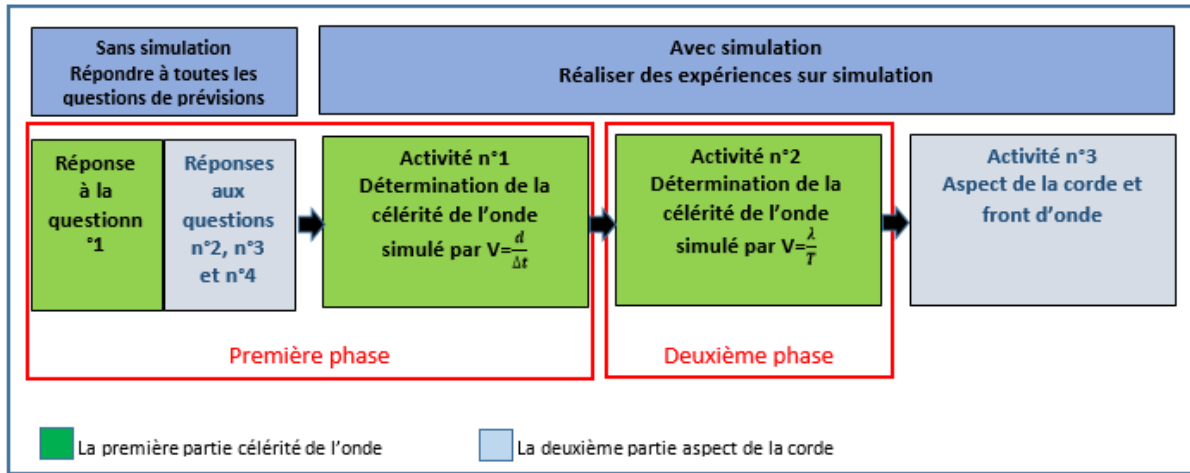 Sans simulation
Répondre à toutes les
questions de prévisions
Avec simulation
Réaliser des expériences sur simulation
Réponse
à la
questionn
°1
Réponses
aux
questions
n°2, n°3
et n°4
Activité n°1
Détermination de la
célérité de l'onde
simulé par V=d/Δt
Activité n°2
Détermination de la
célérité de l'onde
simulé par V=λ/T
Activité n°3
Aspect de la corde et
front d'onde
Première phase
Deuxième phase
La première partie célérité de l'onde
La deuxième partie aspect de la corde